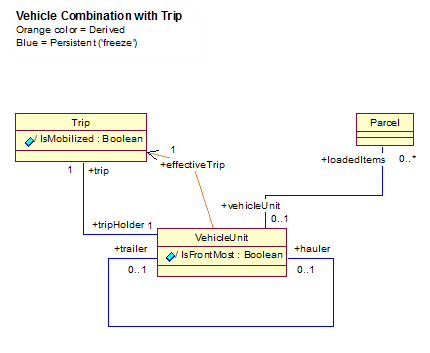 Vehicle Combination with Trip
Orange color = Derived
Blue = Persistent ('freeze')
Trip
/ IsMobilized : Boolean
Parcel
1
+effectiveTrip
+loadedItems
0..*
1
+trip
+vehicleUnit
0..1
+tripHolder 1
VehicleUnit
/ IsFrontMost : Boolean
+trailer
0..1
+hauler
0..1